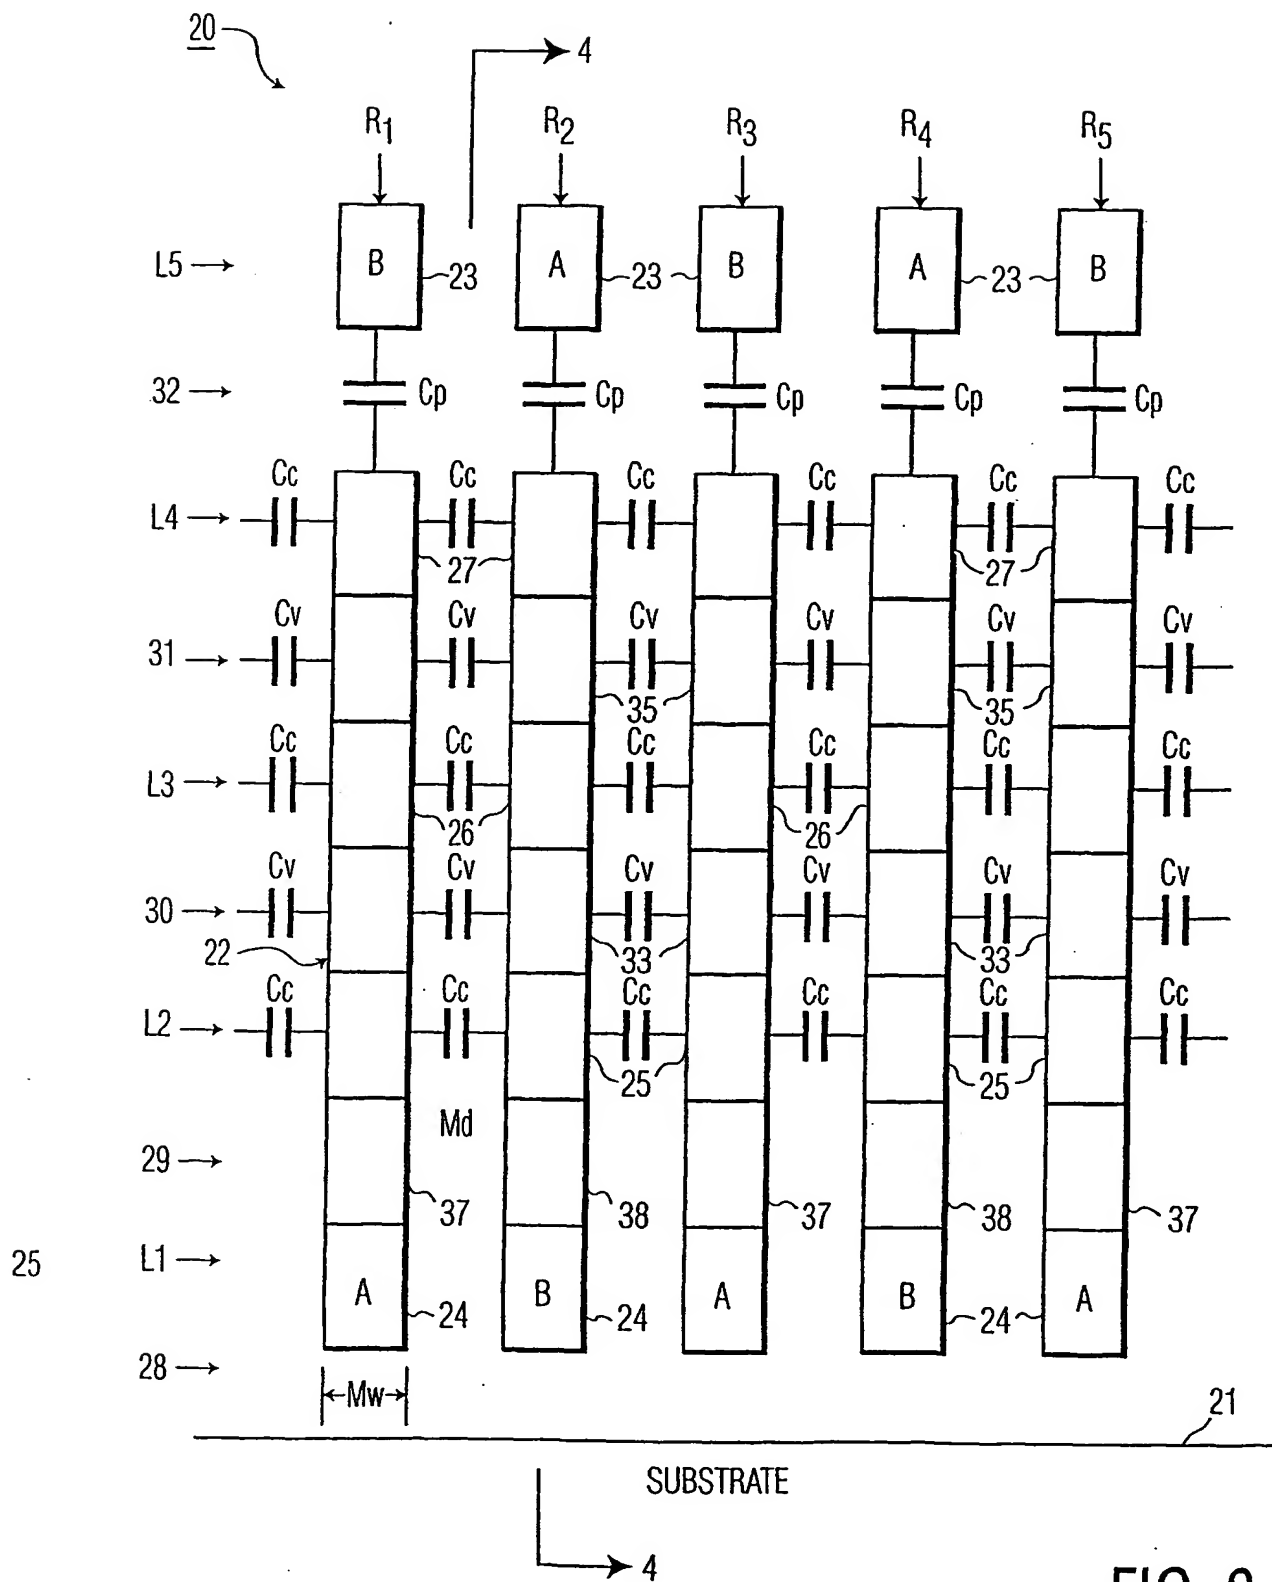 20
4
R1 R2 R3 R4 R5
L5 B 23 A 23 B A 23 B
32 Cp Cp Cp Cp Cp
Cc Cc Cc Cc Cc Cc
L4
27 27
Cv Cv Cv Cv Cv Cv
31
35 35
Cc Cc Cc Cc Cc Cc
L3
26 26
Cv Cv Cv Cv Cv Cv
30
22 33 33
Cc Cc Cc Cc Cc Cc
L2
25 25
Md
29
37 38 37 38 37
25 L1
A 24 B 24 A B 24 A
28
Mw
21
SUBSTRATE
4